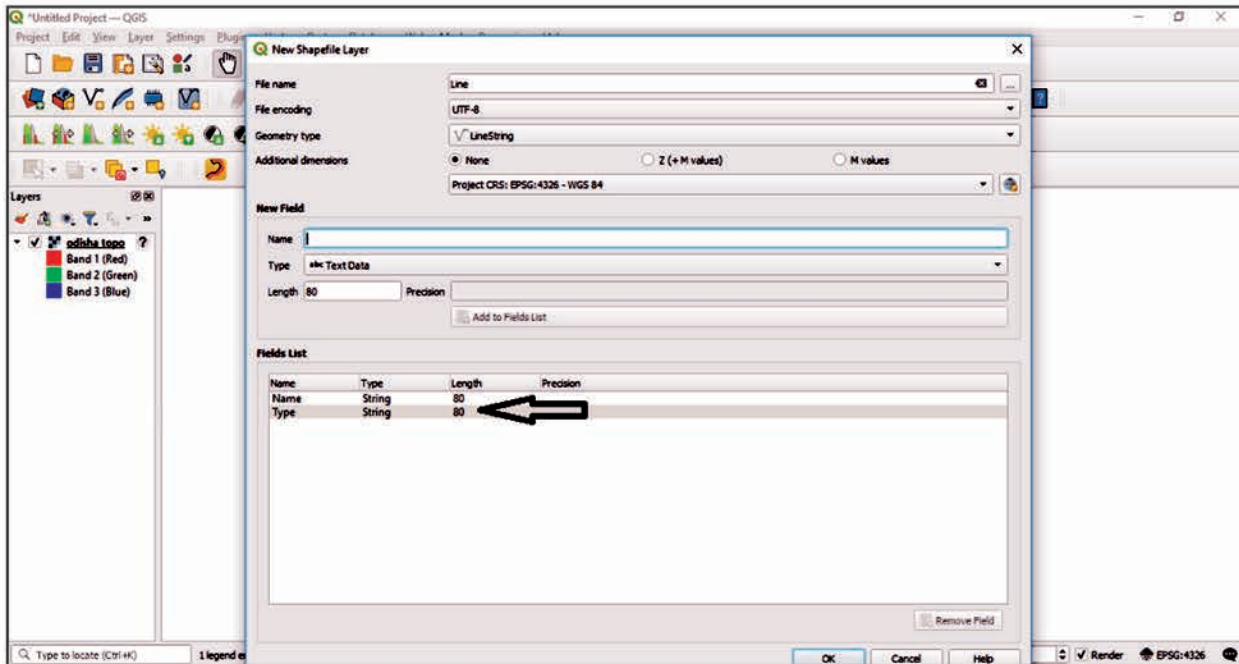 *Untitled Project — QGIS
Project Edit View Layer Settings
New Shapefile Layer
File name Line ...
File encoding UTF-8
Geometry type LineString
Additional dimensions None Z (+ M values) M values
Project CRS: EPSG:4326 - WGS 84
Layers
odisha topo ?
Band 1 (Red)
Band 2 (Green)
Band 3 (Blue)
New Field
Name
Type abc Text Data
Length 80 Precision
Add to Fields List
Fields List
Name Type Length Precision
Name String 80
Type String 80
Remove Field
OK Cancel Help
Type to locate (Ctrl+K) 1 legend Render EPSG:4326